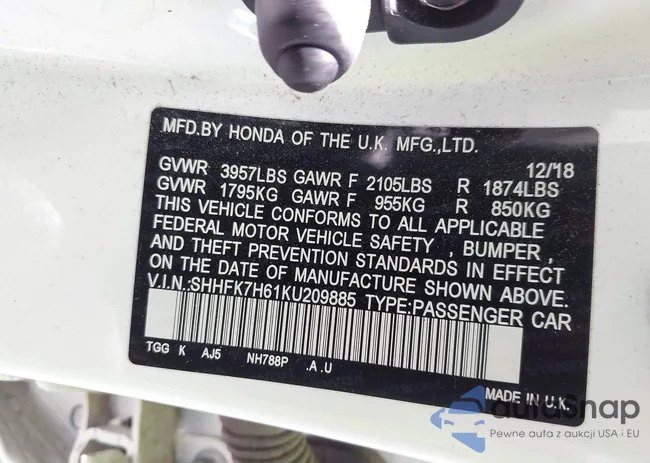 MFD.BY HONDA OF THE U.K. MFG.,LTD.
12/18
GVWR 3957LBS GAWR F 2105LBS R 1874LBS
GVWR 1795KG GAWR F 955KG R 850KG
THIS VEHICLE CONFORMS TO ALL APPLICABLE
FEDERAL MOTOR VEHICLE SAFETY , BUMPER ,
AND THEFT PREVENTION STANDARDS IN EFFECT
ON THE DATE OF MANUFACTURE SHOWN ABOVE.
V.I.N.:SHHFK7H61KU209885 TYPE:PASSENGER CAR
TGG K AJ5 NH788P .A.U
MADE IN U.K.
autaSnap
Pewne auta z aukcji USA i EU